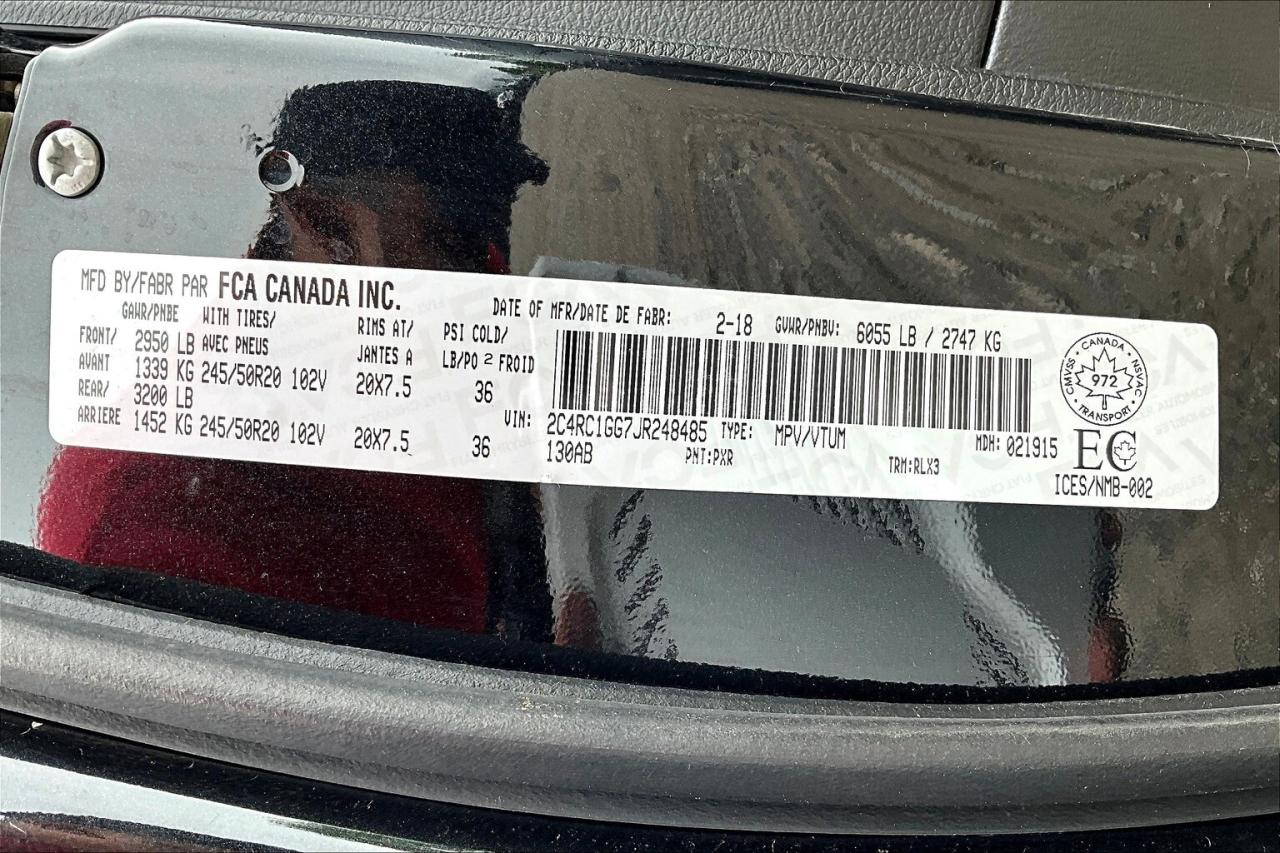 MFD BY/FABR PAR FCA CANADA INC.
DATE OF MFR/DATE DE FABR: 2-18 GVWR/PNBV: 6055 LB / 2747 KG
GAWR/PNBE WITH TIRES/ RIMS AT/ PSI COLD/
FRONT/ 2950 LB AVEC PNEUS JANTES A LB/PO 2 FROID
AVANT 1339 KG 245/50R20 102V 20X7.5 36
REAR/ 3200 LB
ARRIERE 1452 KG 245/50R20 102V 20X7.5 36
VIN: 2C4RC1GG7JR248485 TYPE: MPV/VTUM MDH: 021915
130AB PNT:PXR TRM:RLX3
CANADA
CMVSS 972 NSVAC
TRANSPORT
EC
ICES/NMB-002